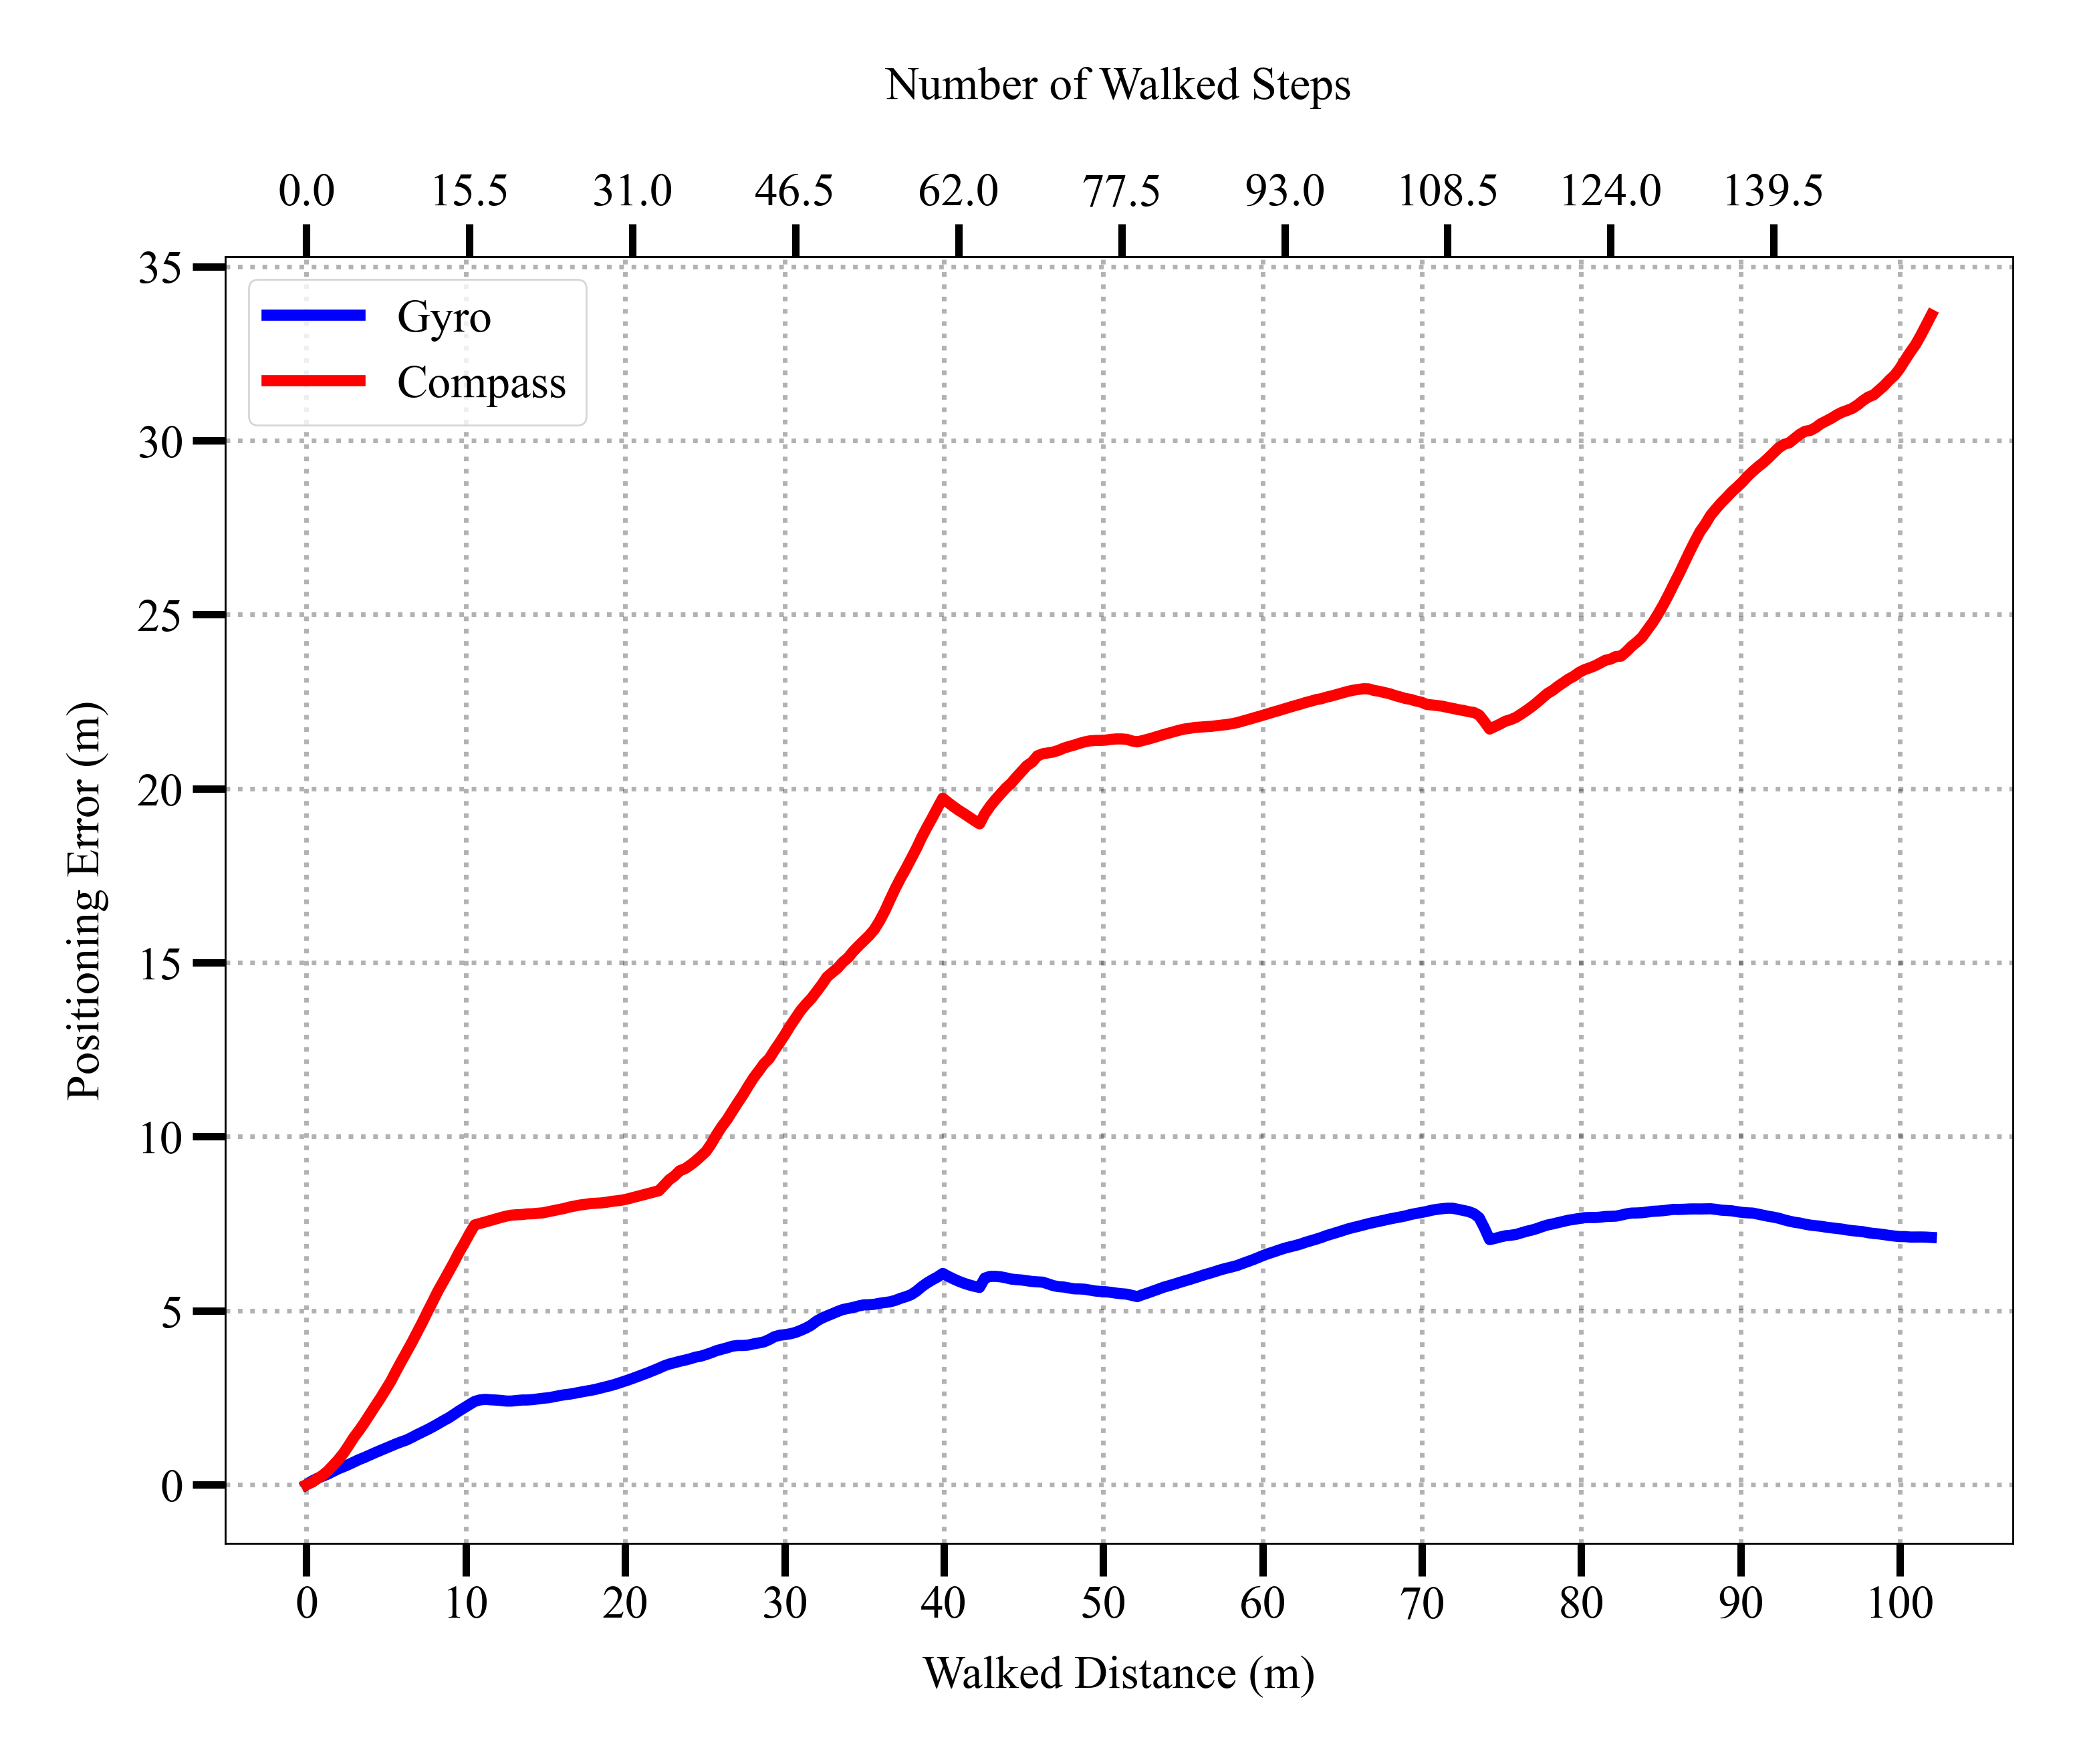 Number of Walked Steps
0.0 15.5 31.0 46.5 62.0 77.5 93.0 108.5 124.0 139.5
35
30
25
20
15
10
5
0
Positioning Error (m)
Gyro
Compass
0 10 20 30 40 50 60 70 80 90 100
Walked Distance (m)